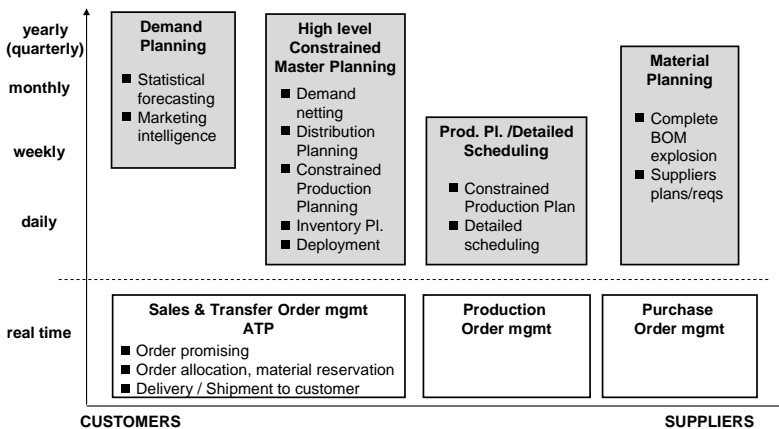 yearly
(quarterly)
monthly
weekly
daily
real time
Demand
Planning
■ Statistical
forecasting
■ Marketing
intelligence
High level
Constrained
Master Planning
■ Demand
netting
■ Distribution
Planning
■ Constrained
Production
Planning
■ Inventory Pl.
■ Deployment
Prod. Pl. /Detailed
Scheduling
■ Constrained
Production Plan
■ Detailed
scheduling
Material
Planning
■ Complete
BOM
explosion
■ Suppliers
plans/reqs
Sales & Transfer Order mgmt
ATP
■ Order promising
■ Order allocation, material reservation
■ Delivery / Shipment to customer
Production
Order mgmt
Purchase
Order mgmt
CUSTOMERS
SUPPLIERS